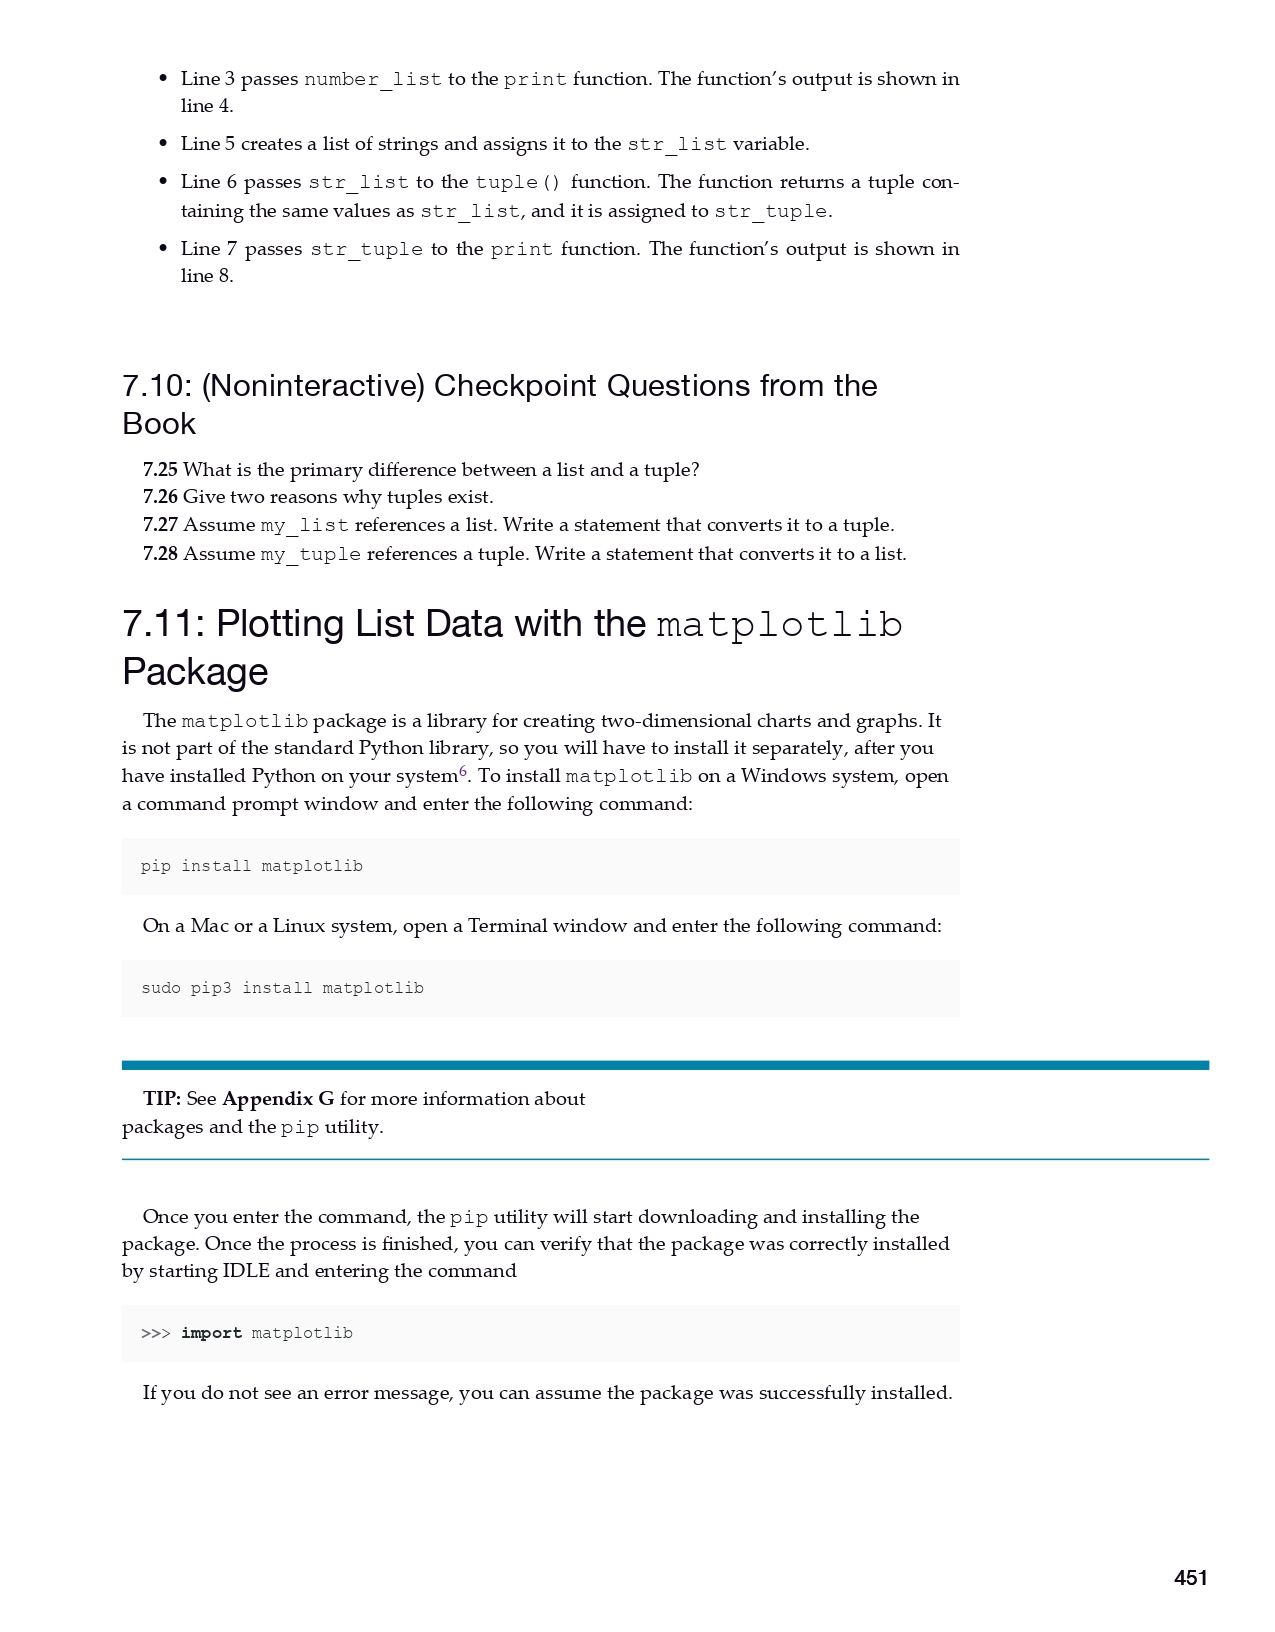 • Line 3 passes number_list to the print function. The function’s output is shown in
line 4.
• Line 5 creates a list of strings and assigns it to the str_list variable.
• Line 6 passes str_list to the tuple() function. The function returns a tuple con-
taining the same values as str_list, and it is assigned to str_tuple.
• Line 7 passes str_tuple to the print function. The function’s output is shown in
line 8.
7.10: (Noninteractive) Checkpoint Questions from the
Book
7.25 What is the primary difference between a list and a tuple?
7.26 Give two reasons why tuples exist.
7.27 Assume my_list references a list. Write a statement that converts it to a tuple.
7.28 Assume my_tuple references a tuple. Write a statement that converts it to a list.
7.11: Plotting List Data with the matplotlib
Package
The matplotlib package is a library for creating two-dimensional charts and graphs. It
is not part of the standard Python library, so you will have to install it separately, after you
have installed Python on your system6. To install matplotlib on a Windows system, open
a command prompt window and enter the following command:
pip install matplotlib
On a Mac or a Linux system, open a Terminal window and enter the following command:
sudo pip3 install matplotlib
TIP: See Appendix G for more information about
packages and the pip utility.
Once you enter the command, the pip utility will start downloading and installing the
package. Once the process is finished, you can verify that the package was correctly installed
by starting IDLE and entering the command
>>> import matplotlib
If you do not see an error message, you can assume the package was successfully installed.
451